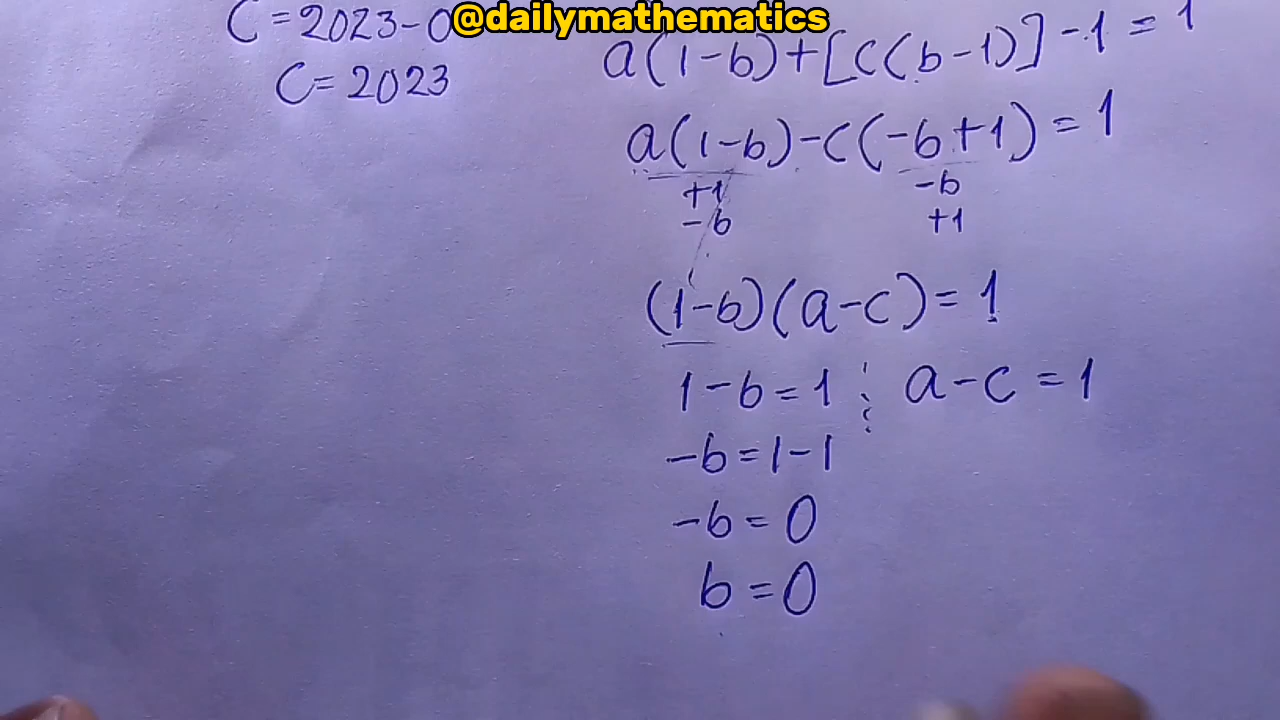 C=2023-0
C=2023
@dailymathematics
a(1-b)+[c(b-1)]-1=1
a(1-b)-c(-b+1)=1
+1
-b
-b
+1
(1-b)(a-c)=1
1-b=1 a-c=1
-b=1-1
-b=0
b=0